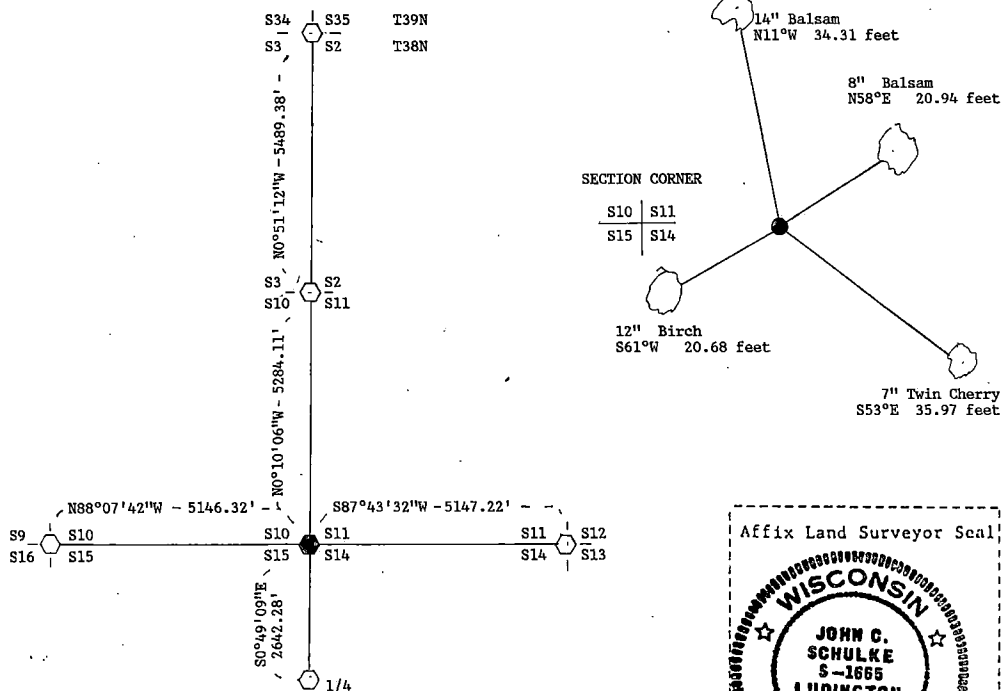 S34 S35 T39N
S3 S2 T38N
N0°51'12"W - 5489.38'
S3 S2
S10 S11
N0°10'06"W - 5284.11'
N88°07'42"W - 5146.32'
S87°43'32"W - 5147.22'
S9 S10
S16 S15
S10 S11
S15 S14
S11 S12
S14 S13
S0°49'09"E
2642.28'
1/4
14" Balsam
N11°W 34.31 feet
8" Balsam
N58°E 20.94 feet
SECTION CORNER
S10 S11
S15 S14
12" Birch
S61°W 20.68 feet
7" Twin Cherry
S53°E 35.97 feet
Affix Land Surveyor Seal
WISCONSIN
JOHN C.
SCHULKE
S-1665
LUDINGTON